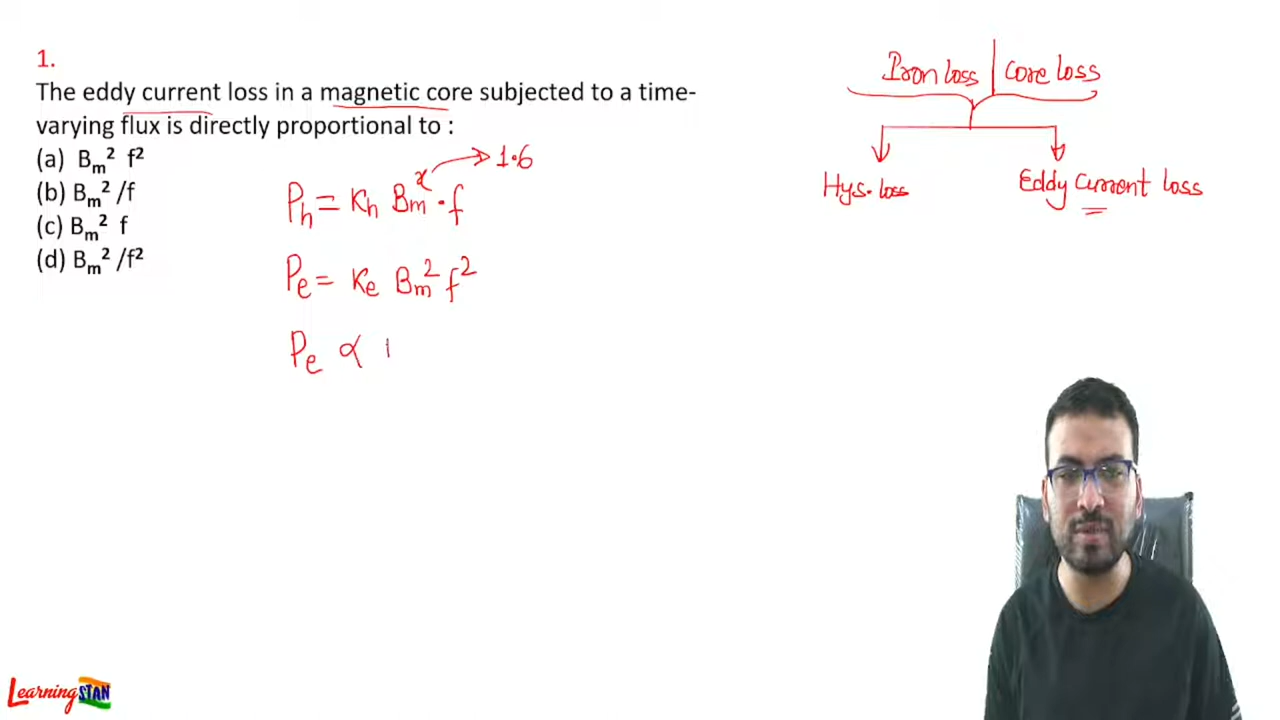 1.
The eddy current loss in a magnetic core subjected to a time-
varying flux is directly proportional to :
(a) Bₘ² f²
(b) Bₘ² /f
(c) Bₘ² f
(d) Bₘ² /f²
Pₕ = Kₕ Bₘˣ · f → 1.6
Pₑ = Kₑ Bₘ² f²
Pₑ ∝
Iron loss | Core loss
Hys. loss
Eddy current loss
LearningSTAN